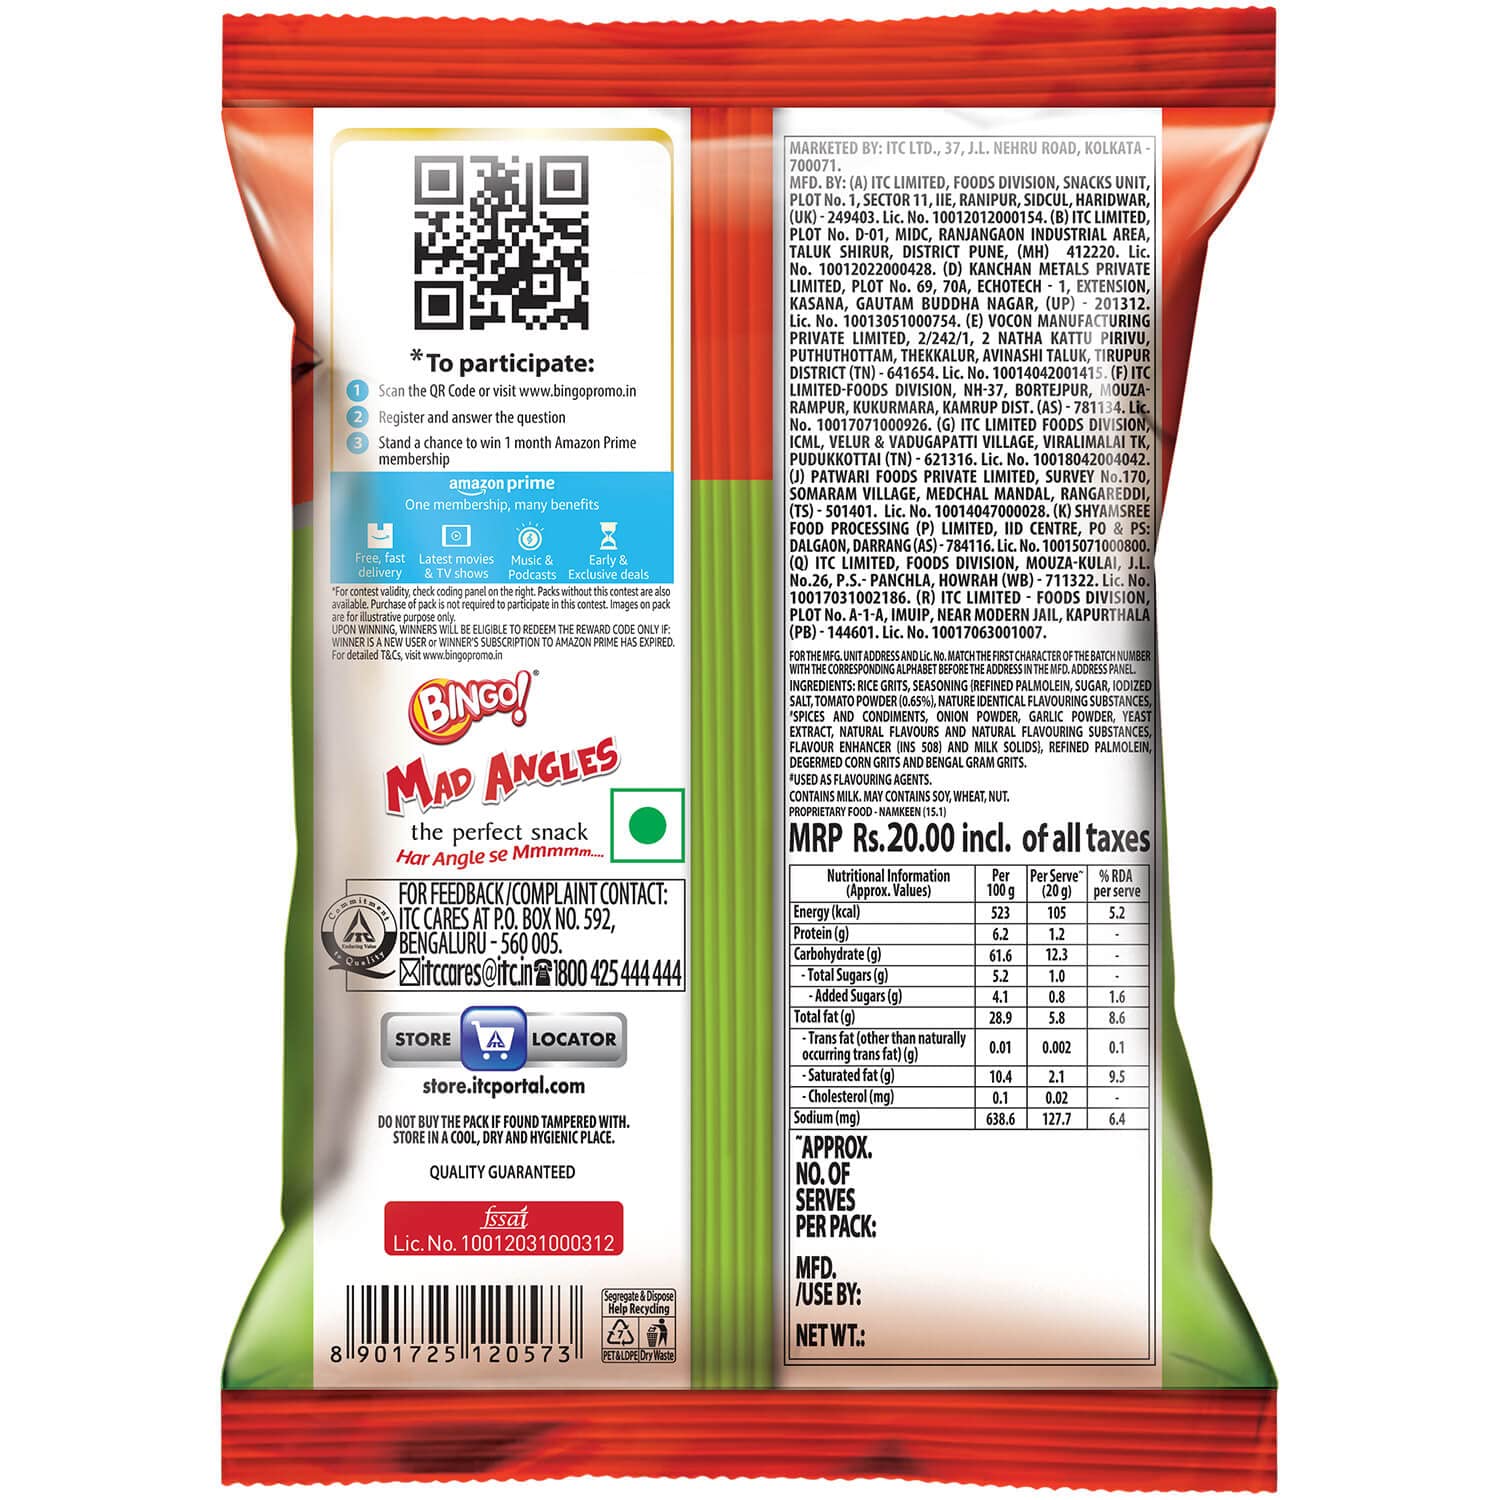 *To participate:
1 Scan the QR Code or visit www.bingopromo.in
2 Register and answer the question
3 Stand a chance to win 1 month Amazon Prime
membership
amazon prime
One membership, many benefits
Free, fast
delivery
Latest movies
& TV shows
Music &
Podcasts
Early &
Exclusive deals
*For contest validity, check coding panel on the right. Packs without this contest are also
available. Purchase of pack is not required to participate in this contest. Images on pack
are for illustrative purpose only.
UPON WINNING, WINNERS WILL BE ELIGIBLE TO REDEEM THE REWARD CODE ONLY IF:
WINNER IS A NEW USER or WINNER'S SUBSCRIPTION TO AMAZON PRIME HAS EXPIRED.
For detailed T&Cs, visit www.bingopromo.in
BINGO!®
MAD ANGLES
the perfect snack
Har Angle se Mmmmm....
Commitment
ITC
Enduring Value
to Quality
FOR FEEDBACK/COMPLAINT CONTACT:
ITC CARES AT P.O. BOX NO. 592,
BENGALURU - 560 005.
itccares@itc.in 1800 425 444 444
STORE ITC LOCATOR
store.itcportal.com
DO NOT BUY THE PACK IF FOUND TAMPERED WITH.
STORE IN A COOL, DRY AND HYGIENIC PLACE.
QUALITY GUARANTEED
fssai
Lic. No. 10012031000312
8 901725 120573
Segregate & Dispose
Help Recycling
7
PET & LDPE Dry Waste
MARKETED BY: ITC LTD., 37, J.L. NEHRU ROAD, KOLKATA -
700071.
MFD. BY: (A) ITC LIMITED, FOODS DIVISION, SNACKS UNIT,
PLOT No. 1, SECTOR 11, IIE, RANIPUR, SIDCUL, HARIDWAR,
(UK) - 249403. Lic. No. 10012012000154. (B) ITC LIMITED,
PLOT No. D-01, MIDC, RANJANGAON INDUSTRIAL AREA,
TALUK SHIRUR, DISTRICT PUNE, (MH) 412220. Lic.
No. 10012022000428. (D) KANCHAN METALS PRIVATE
LIMITED, PLOT No. 69, 70A, ECHOTECH - 1, EXTENSION,
KASANA, GAUTAM BUDDHA NAGAR, (UP) - 201312.
Lic. No. 10013051000754. (E) VOCON MANUFACTURING
PRIVATE LIMITED, 2/242/1, 2 NATHA KATTU PIRIVU,
PUTHUTHOTTAM, THEKKALUR, AVINASHI TALUK, TIRUPUR
DISTRICT (TN) - 641654. Lic. No. 10014042001415. (F) ITC
LIMITED-FOODS DIVISION, NH-37, BORTEJPUR, MOUZA-
RAMPUR, KUKURMARA, KAMRUP DIST. (AS) - 781134. Lic.
No. 10017071000926. (G) ITC LIMITED FOODS DIVISION,
ICML, VELUR & VADUGAPATTI VILLAGE, VIRALIMALAI TK,
PUDUKKOTTAI (TN) - 621316. Lic. No. 10018042004042.
(J) PATWARI FOODS PRIVATE LIMITED, SURVEY No.170,
SOMARAM VILLAGE, MEDCHAL MANDAL, RANGAREDDI,
(TS) - 501401. Lic. No. 10014047000028. (K) SHYAMSREE
FOOD PROCESSING (P) LIMITED, IID CENTRE, PO & PS:
DALGAON, DARRANG (AS) - 784116. Lic. No. 10015071000800.
(Q) ITC LIMITED, FOODS DIVISION, MOUZA-KULAI, J.L.
No.26, P.S.- PANCHLA, HOWRAH (WB) - 711322. Lic. No.
10017031002186. (R) ITC LIMITED - FOODS DIVISION,
PLOT No. A-1-A, IMUIP, NEAR MODERN JAIL, KAPURTHALA
(PB) - 144601. Lic. No. 10017063001007.
FOR THE MFG. UNIT ADDRESS AND Lic. No. MATCH THE FIRST CHARACTER OF THE BATCH NUMBER
WITH THE CORRESPONDING ALPHABET BEFORE THE ADDRESS IN THE MFD. ADDRESS PANEL.
INGREDIENTS: RICE GRITS, SEASONING {REFINED PALMOLEIN, SUGAR, IODIZED
SALT, TOMATO POWDER (0.65%), NATURE IDENTICAL FLAVOURING SUBSTANCES,
#SPICES AND CONDIMENTS, ONION POWDER, GARLIC POWDER, YEAST
EXTRACT, NATURAL FLAVOURS AND NATURAL FLAVOURING SUBSTANCES,
FLAVOUR ENHANCER (INS 508) AND MILK SOLIDS}, REFINED PALMOLEIN,
DEGERMED CORN GRITS AND BENGAL GRAM GRITS.
#USED AS FLAVOURING AGENTS.
CONTAINS MILK. MAY CONTAINS SOY, WHEAT, NUT.
PROPRIETARY FOOD - NAMKEEN (15.1)
MRP Rs.20.00 incl. of all taxes
Nutritional Information (Approx. Values) Per 100 g Per Serve~ (20 g) % RDA per serve
Energy (kcal) 523 105 5.2
Protein (g) 6.2 1.2 -
Carbohydrate (g) 61.6 12.3 -
- Total Sugars (g) 5.2 1.0 -
- Added Sugars (g) 4.1 0.8 1.6
Total fat (g) 28.9 5.8 8.6
- Trans fat (other than naturally
occurring trans fat) (g) 0.01 0.002 0.1
- Saturated fat (g) 10.4 2.1 9.5
- Cholesterol (mg) 0.1 0.02 -
Sodium (mg) 638.6 127.7 6.4
~APPROX.
NO. OF
SERVES
PER PACK:
MFD.
/USE BY:
NET WT.: